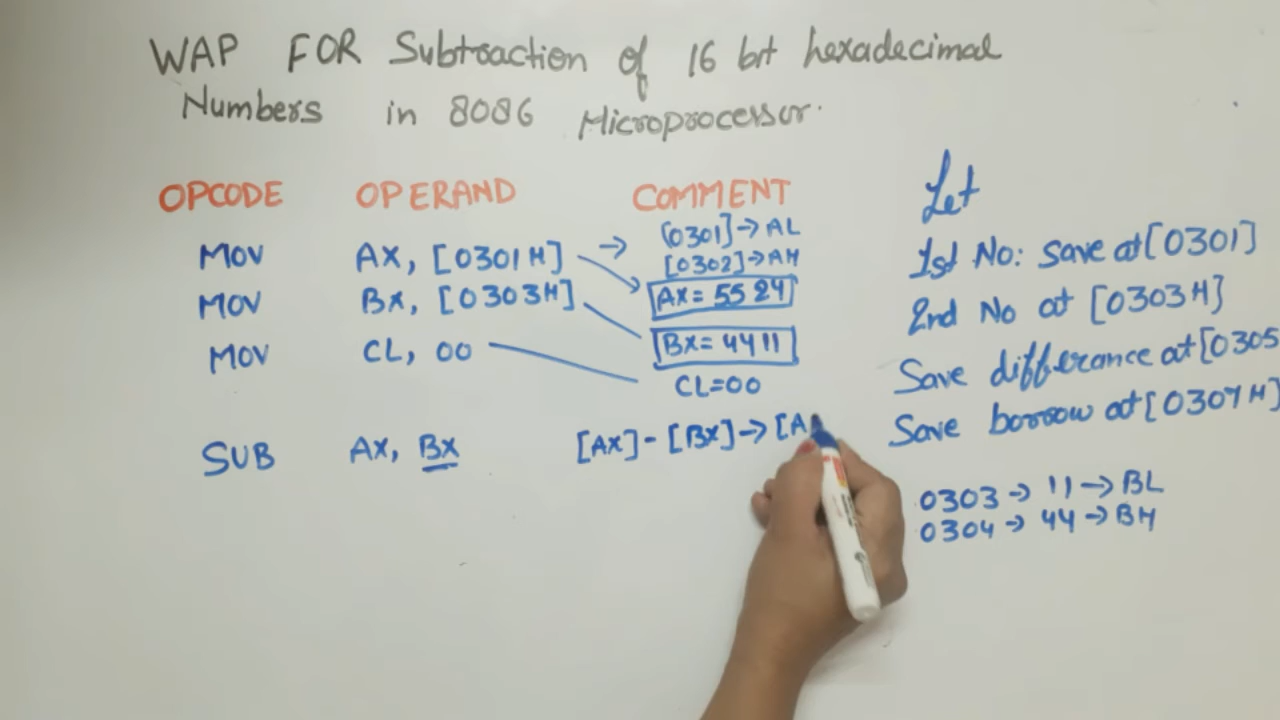 WAP FOR Subtraction of 16 bit hexadecimal
Numbers in 8086 Microprocessor.
OPCODE OPERAND COMMENT
MOV AX, [0301H] → [0301]→AL
[0302]→AH
AX= 5524
MOV BX, [0303H]
BX= 4411
MOV CL, 00
CL=00
SUB AX, BX [AX]-[BX]→[A
Let
1st No: save at [0301]
2nd No at [0303H]
Save differance at [0305
Save borrow at [0307H]
0303→ 11→BL
0304→ 44→BH